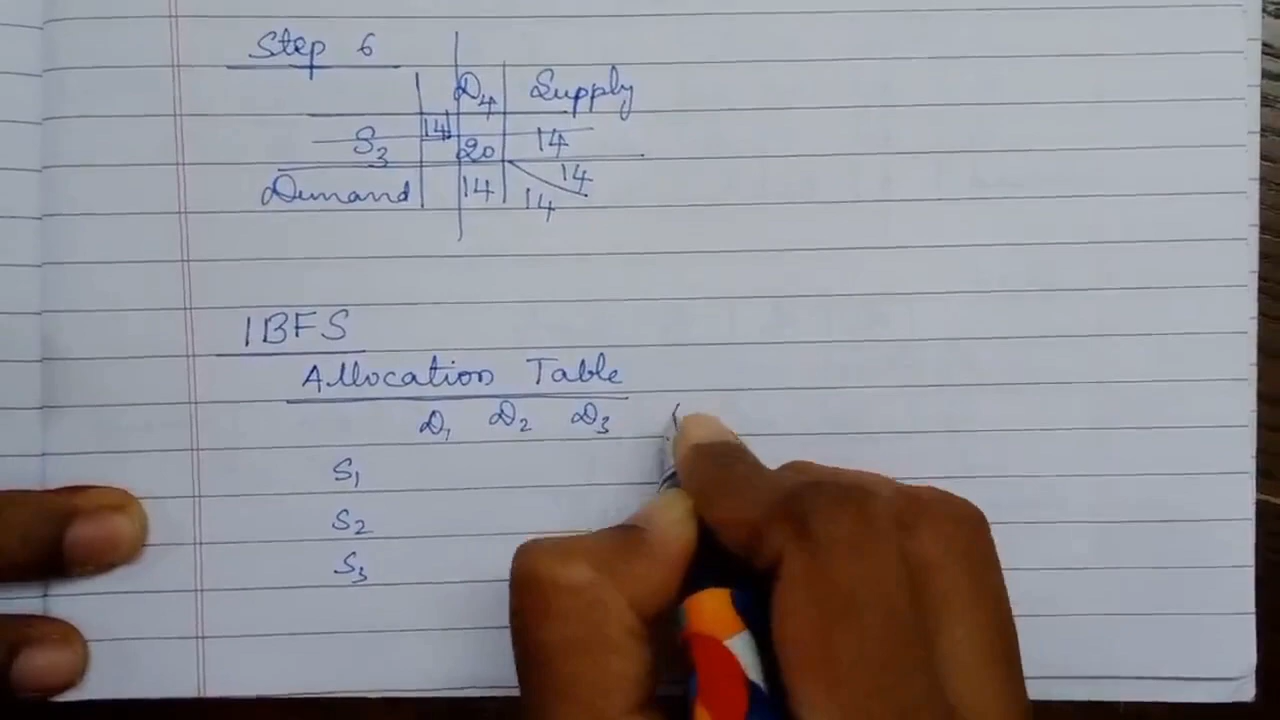 Step 6
D4 Supply
14
S3 20 14
Demand 14 14
14
IBFS
Allocation Table
D1 D2 D3
S1
S2
S3